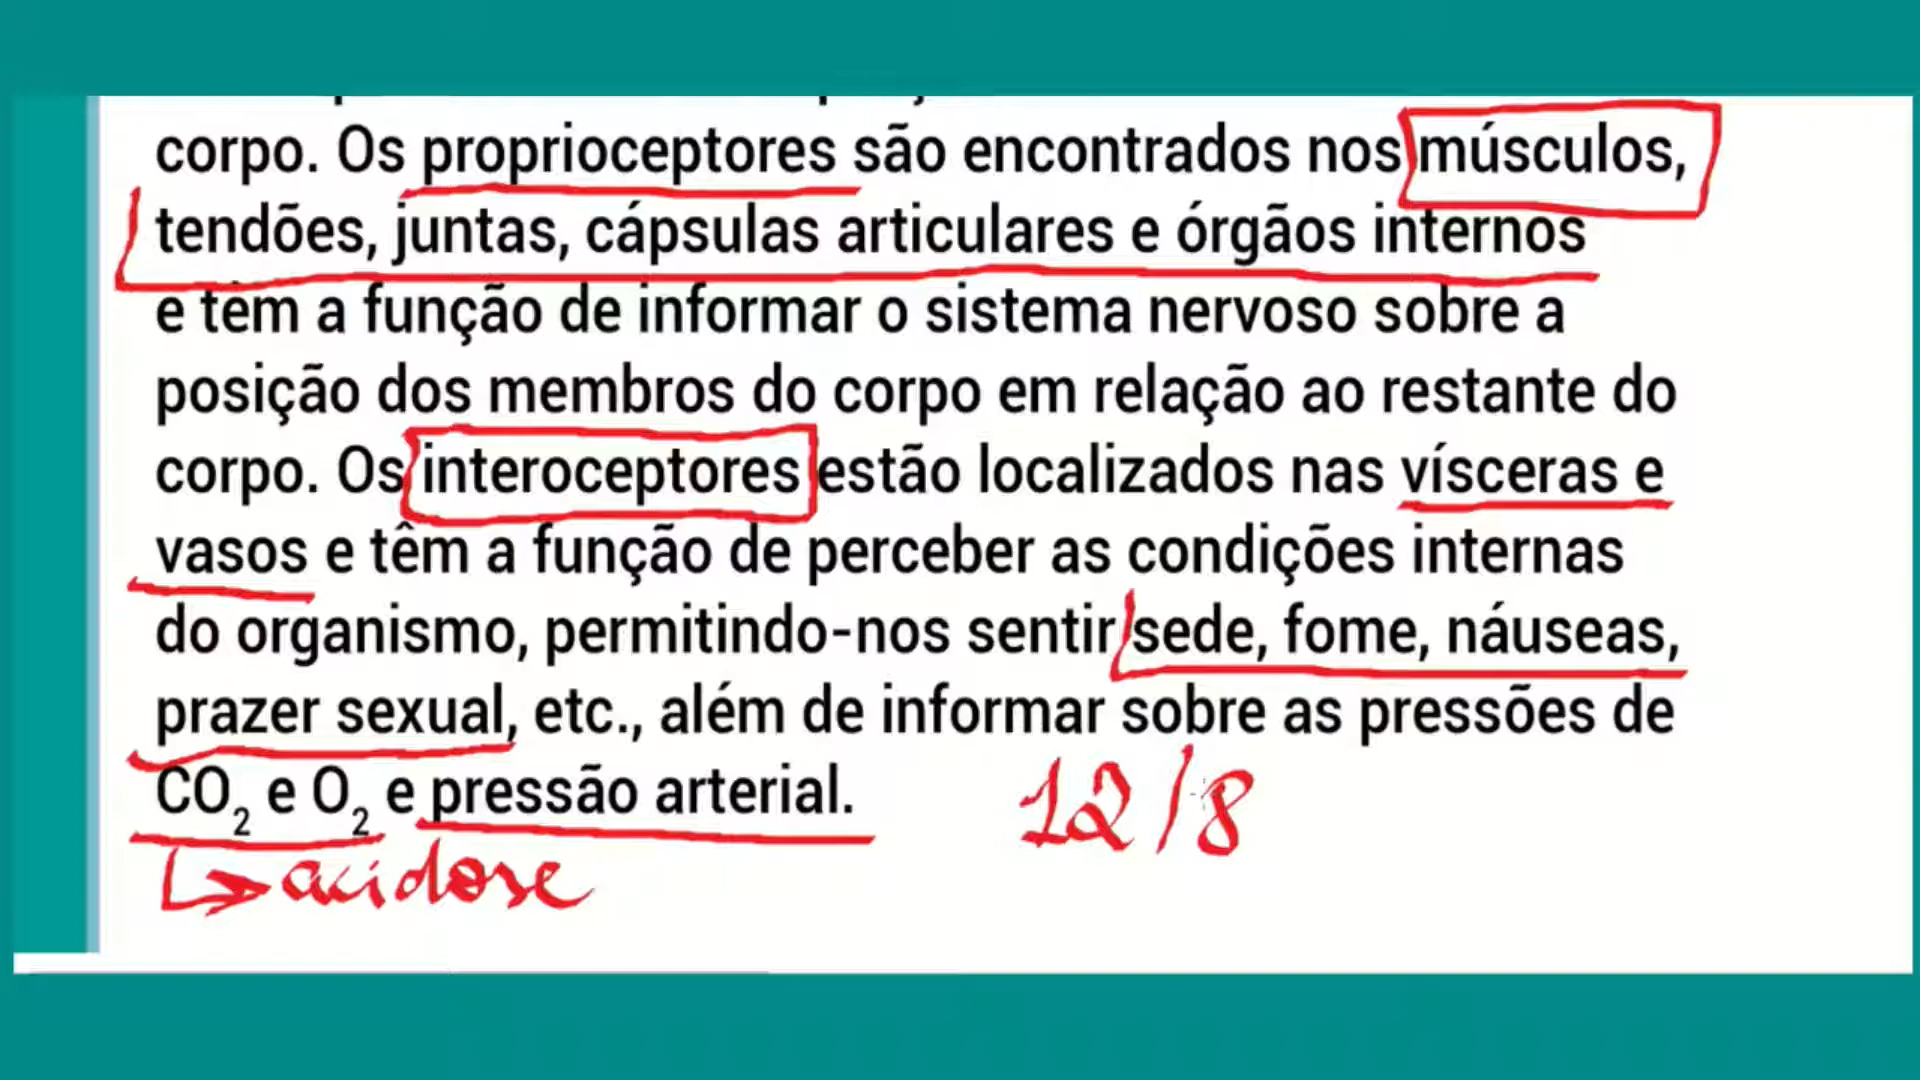 corpo. Os proprioceptores são encontrados nos músculos,
tendões, juntas, cápsulas articulares e órgãos internos
e têm a função de informar o sistema nervoso sobre a
posição dos membros do corpo em relação ao restante do
corpo. Os interoceptores estão localizados nas vísceras e
vasos e têm a função de perceber as condições internas
do organismo, permitindo-nos sentir sede, fome, náuseas,
prazer sexual, etc., além de informar sobre as pressões de
CO₂ e O₂ e pressão arterial.
12/8
acidose